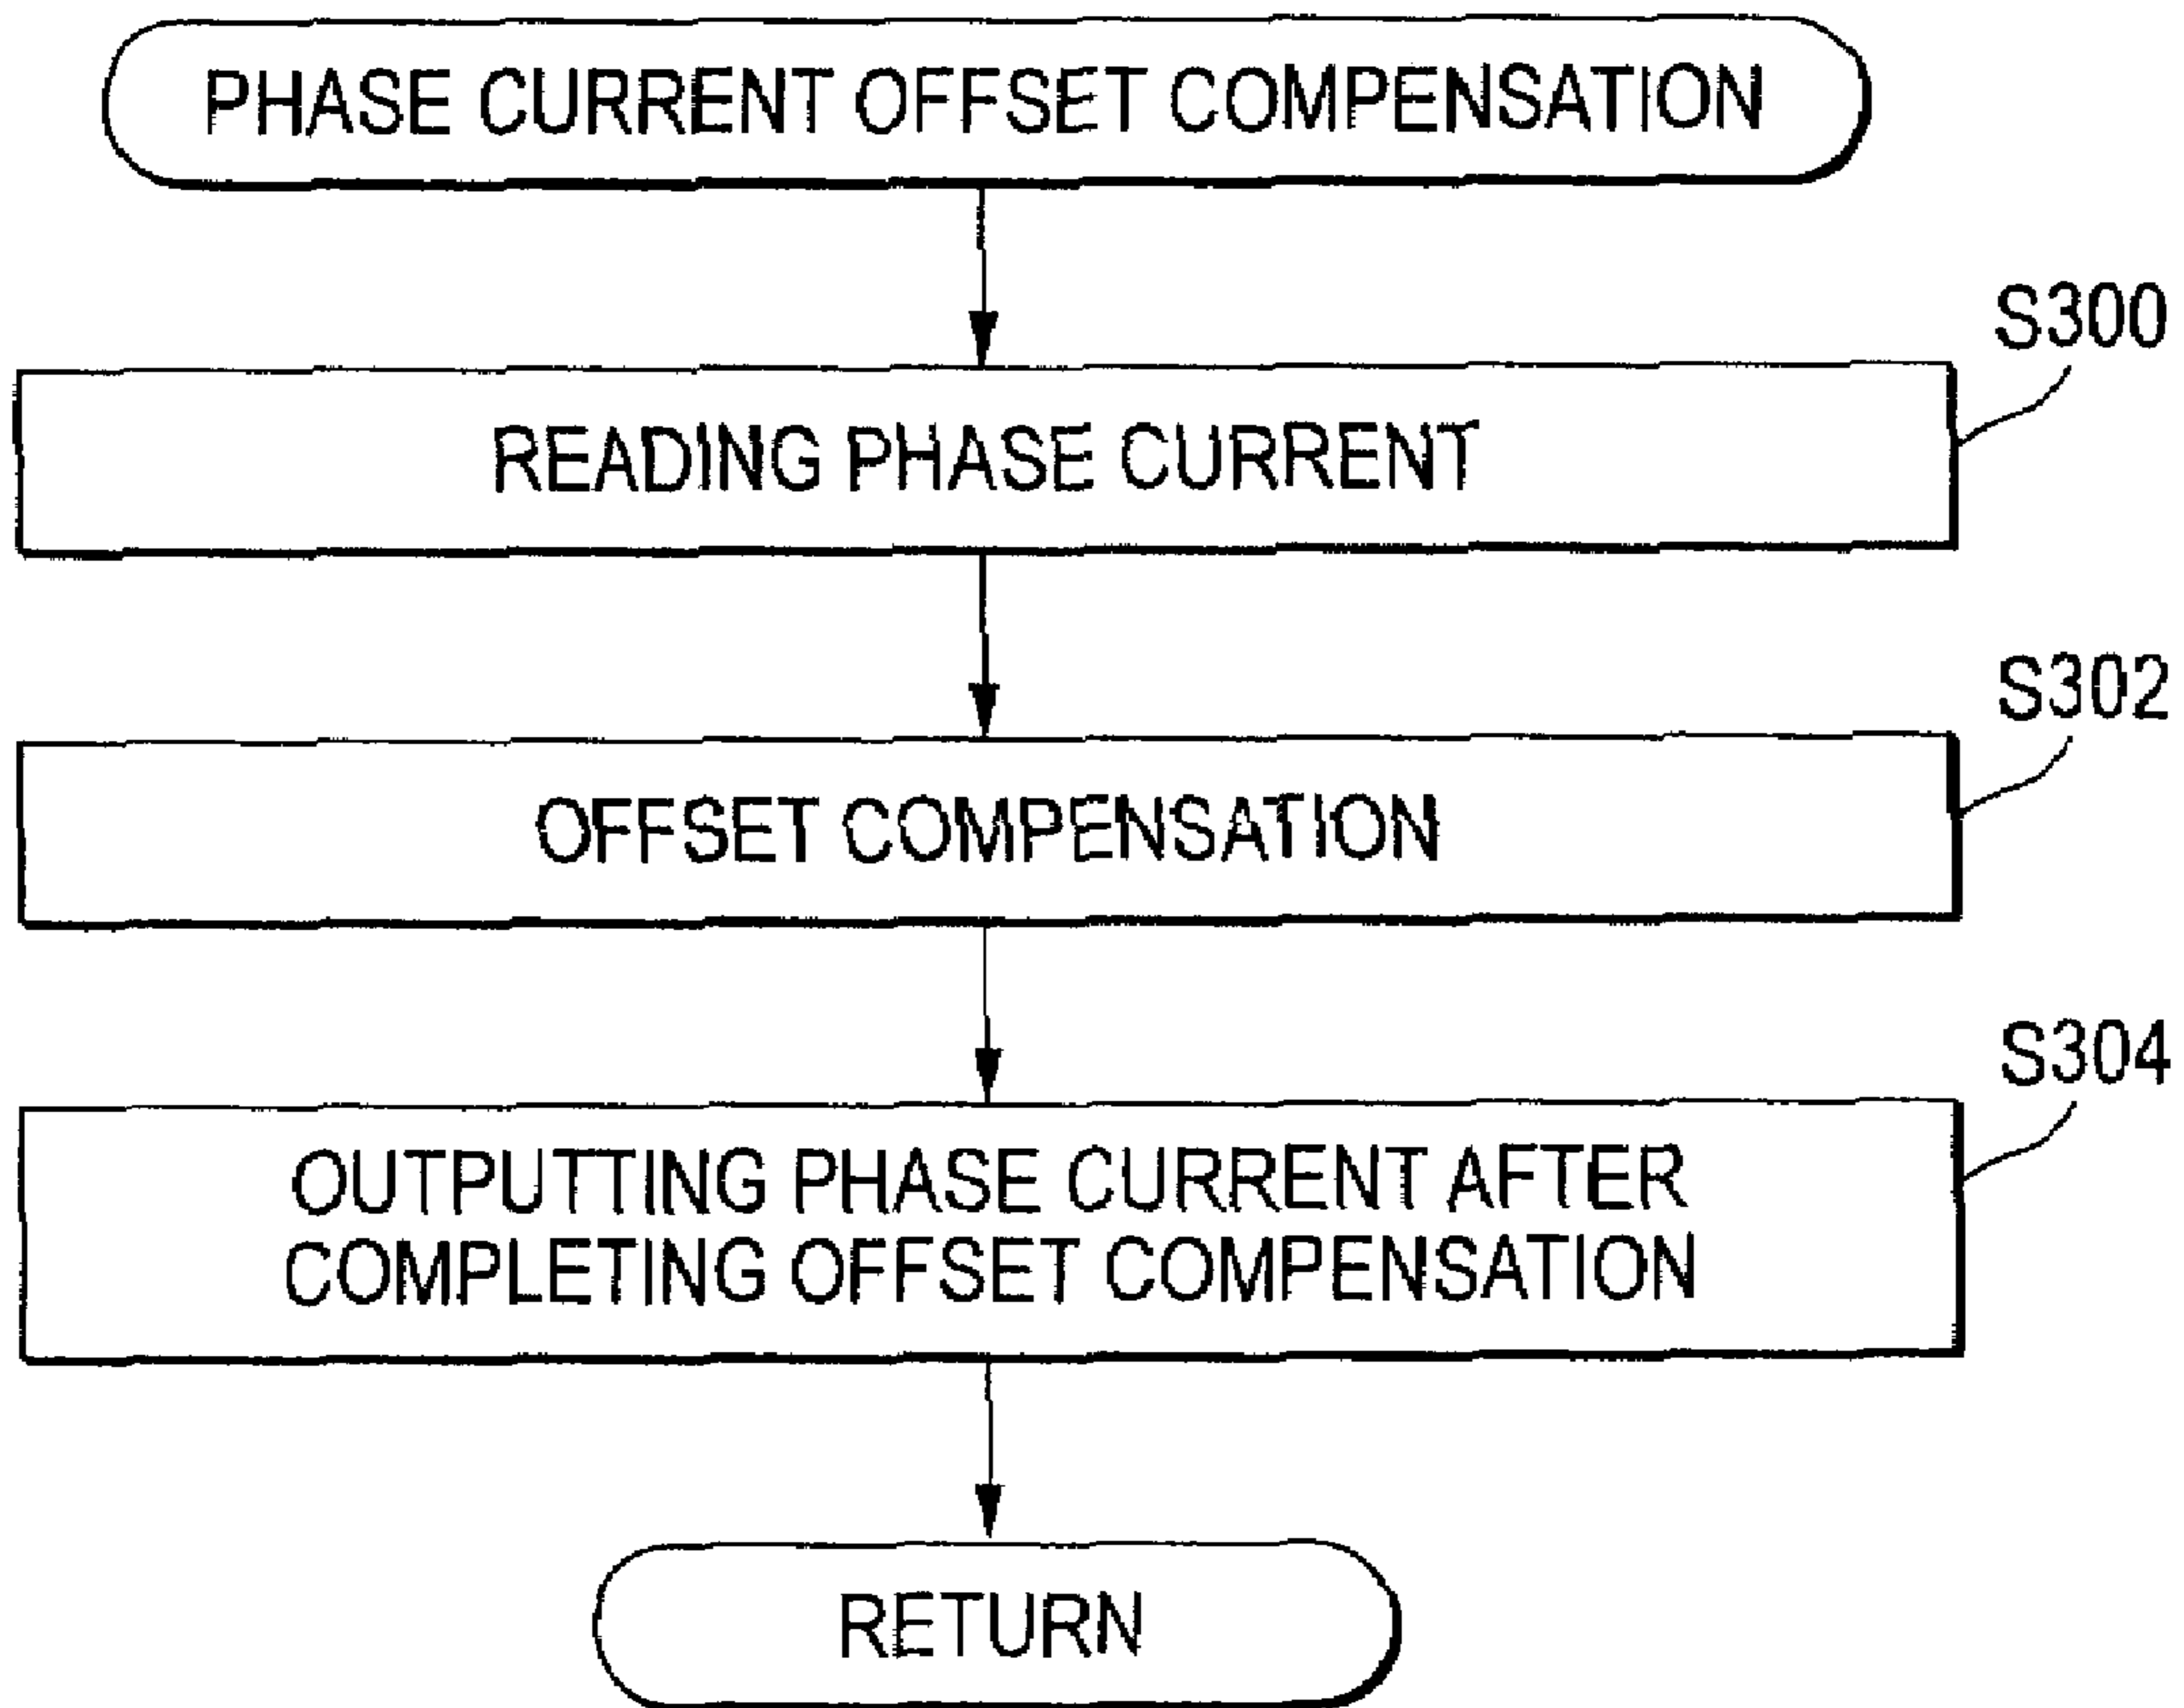 PHASE CURRENT OFFSET COMPENSATION
S300
READING PHASE CURRENT
S302
OFFSET COMPENSATION
S304
OUTPUTTING PHASE CURRENT AFTER
COMPLETING OFFSET COMPENSATION
RETURN